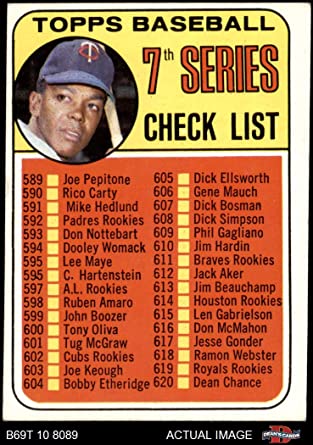 TOPPS BASEBALL
7th SERIES
CHECK LIST
589 Joe Pepitone
590 Rico Carty
591 Mike Hedlund
592 Padres Rookies
593 Don Nottebart
594 Dooley Womack
595 Lee Maye
595 C. Hartenstein
597 A.L. Rookies
598 Ruben Amaro
599 John Boozer
600 Tony Oliva
601 Tug McGraw
602 Cubs Rookies
603 Joe Keough
604 Bobby Etheridge
605 Dick Ellsworth
606 Gene Mauch
607 Dick Bosman
608 Dick Simpson
609 Phil Gagliano
610 Jim Hardin
611 Braves Rookies
612 Jack Aker
613 Jim Beauchamp
614 Houston Rookies
615 Len Gabrielson
616 Don McMahon
617 Jesse Gonder
618 Ramon Webster
619 Royals Rookies
620 Dean Chance
B69T 10 8089 ACTUAL IMAGE DEAN'S CARDS